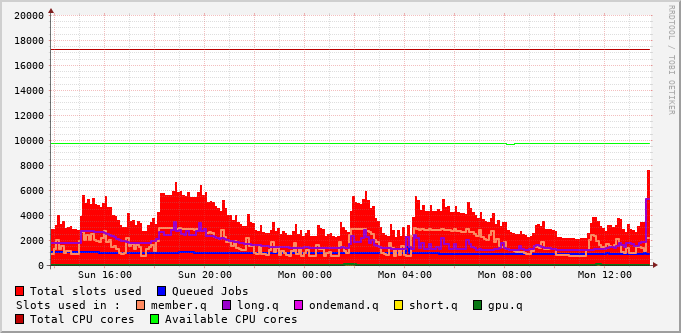 20000
18000
16000
14000
12000
10000
8000
6000
4000
2000
0
Sun 16:00 Sun 20:00 Mon 00:00 Mon 04:00 Mon 08:00 Mon 12:00
RRDTOOL / TOBI OETIKER
Total slots used Queued Jobs
Slots used in : member.q long.q ondemand.q short.q gpu.q
Total CPU cores Available CPU cores